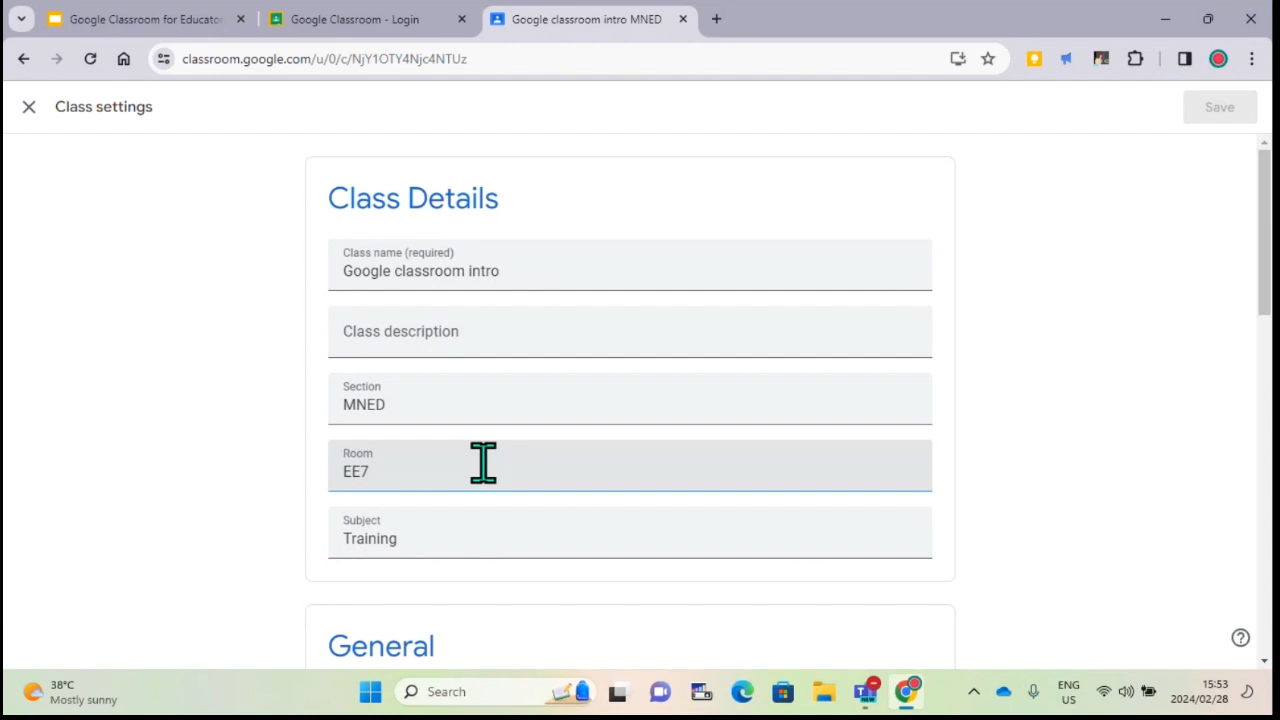 Google Classroom for Educator
Google Classroom - Login
Google classroom intro MNED
classroom.google.com/u/0/c/NjY1OTY4Njc4NTUz
Class settings
Save
Class Details
Class name (required)
Google classroom intro
Class description
Section
MNED
Room
EE7
Subject
Training
General
38°C
Mostly sunny
Search
NEW
ENG
US
15:53
2024/02/28